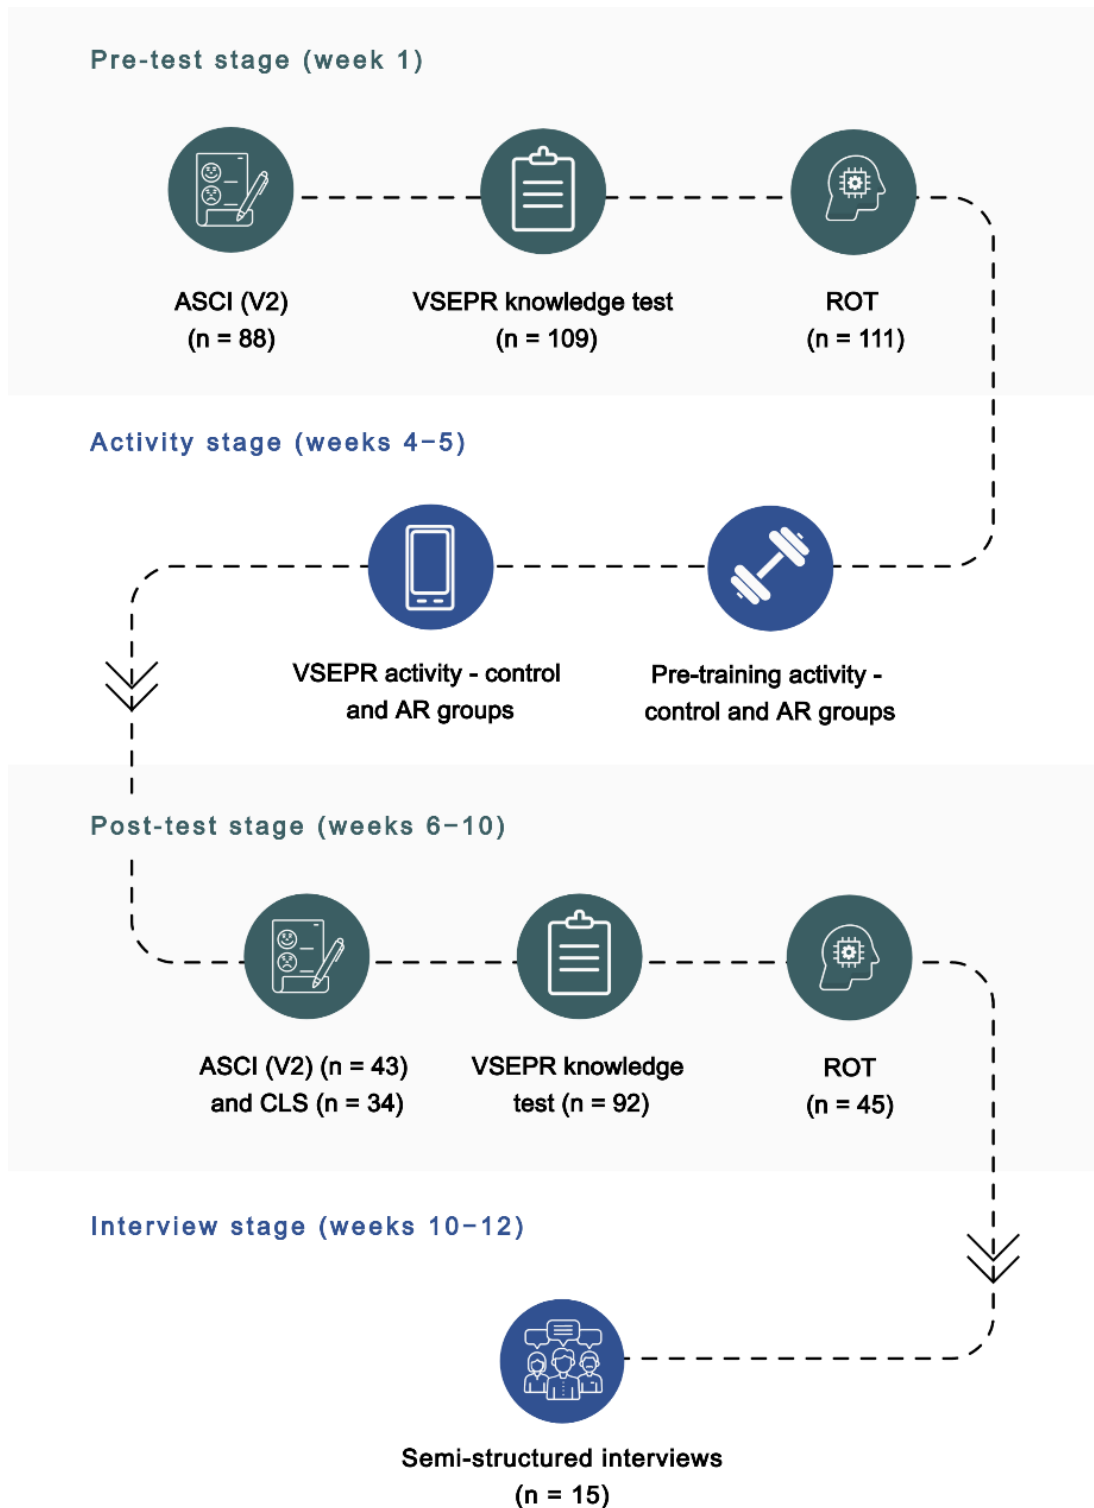 Pre-test stage (week 1)
ASCI (V2)
(n = 88)
VSEPR knowledge test
(n = 109)
ROT
(n = 111)
Activity stage (weeks 4–5)
VSEPR activity - control
and AR groups
Pre-training activity -
control and AR groups
Post-test stage (weeks 6–10)
ASCI (V2) (n = 43)
and CLS (n = 34)
VSEPR knowledge
test (n = 92)
ROT
(n = 45)
Interview stage (weeks 10–12)
Semi-structured interviews
(n = 15)